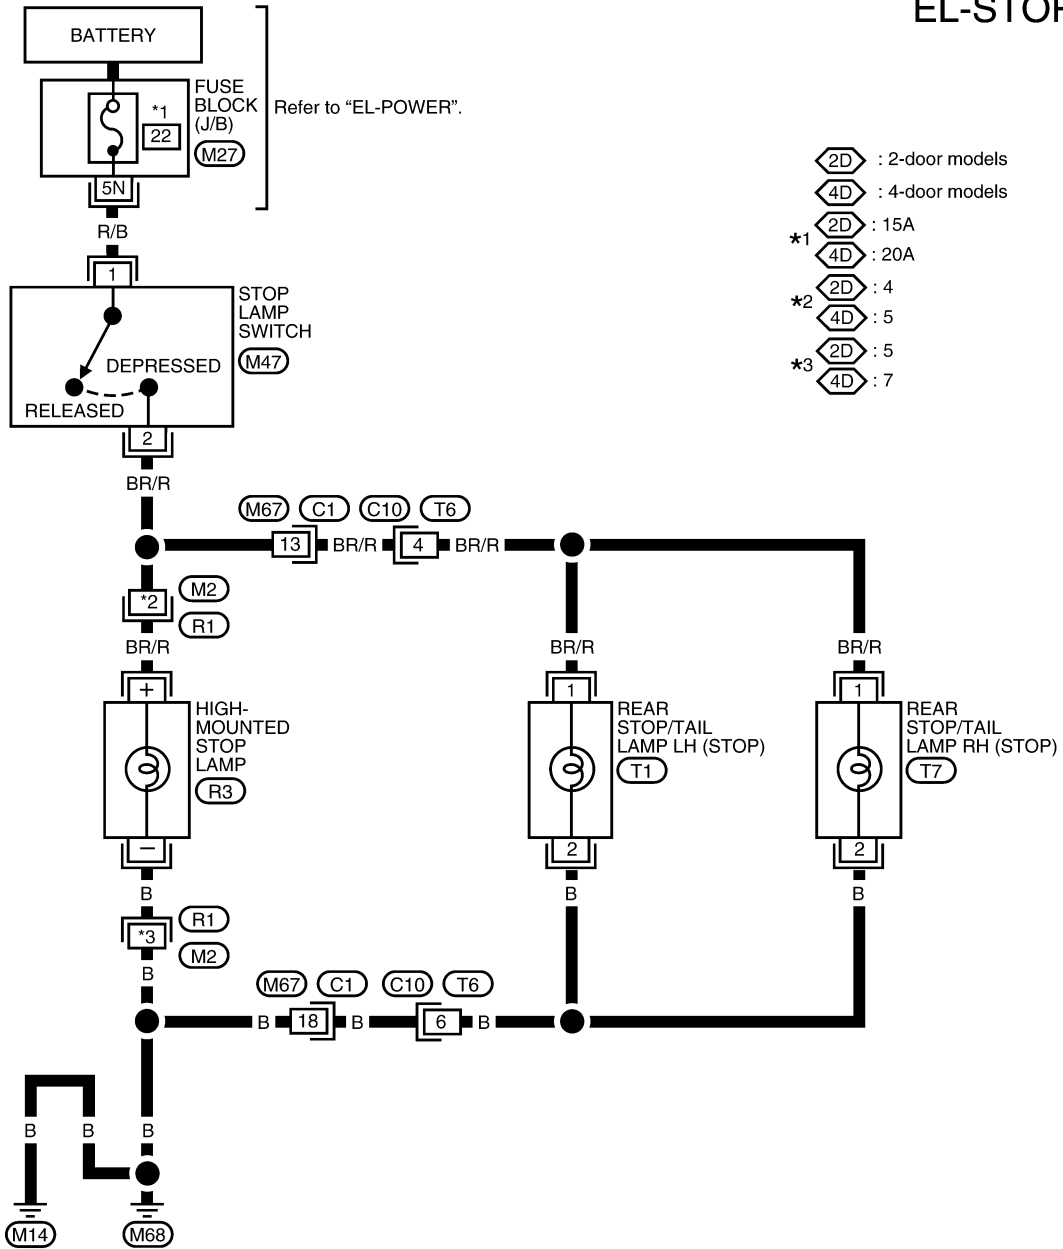 EL-STOP
BATTERY
FUSE
BLOCK
(J/B)
*1
22
M27
Refer to “EL-POWER”.
5N
R/B
1
STOP
LAMP
SWITCH
M47
DEPRESSED
RELEASED
2
BR/R
2D : 2-door models
4D : 4-door models
*1
2D : 15A
4D : 20A
*2
2D : 4
4D : 5
*3
2D : 5
4D : 7
M67 C1 C10 T6
13 BR/R 4 BR/R
*2
M2
R1
BR/R BR/R BR/R
+ 1 1
HIGH-
MOUNTED
STOP
LAMP
R3
REAR
STOP/TAIL
LAMP LH (STOP)
T1
REAR
STOP/TAIL
LAMP RH (STOP)
T7
– 2 2
B B B
R1
*3
M2
B
M67 C1 C10 T6
B 18 B 6 B
B B B
M14 M68